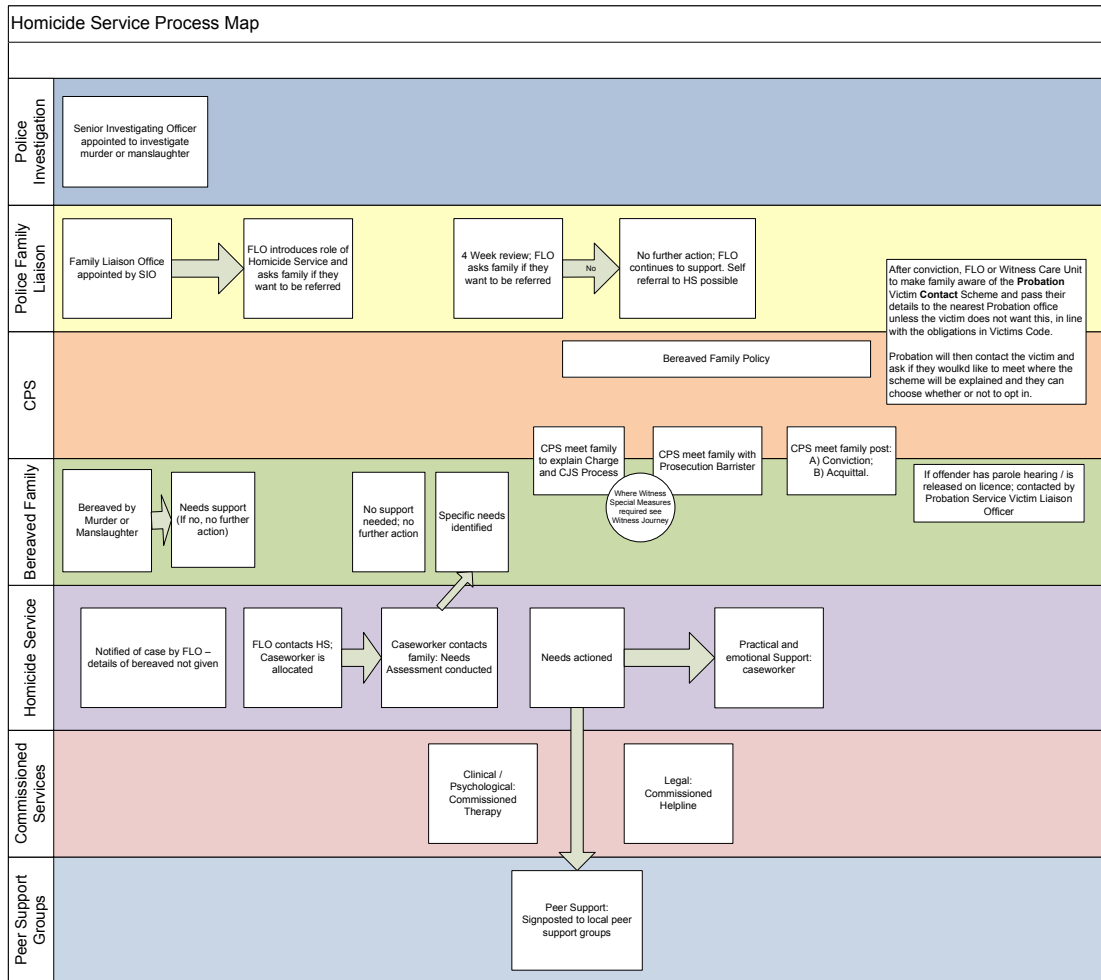 Homicide Service Process Map
Police
Investigation
Senior Investigating Officer
appointed to investigate
murder or manslaughter
Police Family
Liaison
Family Liaison Office
appointed by SIO
FLO introduces role of
Homicide Service and
asks family if they
want to be referred
4 Week review; FLO
asks family if they
want to be referred
No
No further action; FLO
continues to support. Self
referral to HS possible
After conviction, FLO or Witness Care Unit
to make family aware of the Probation
Victim Contact Scheme and pass their
details to the nearest Probation office
unless the victim does not want this, in line
with the obligations in Victims Code.
Probation will then contact the victim and
ask if they woulkd like to meet where the
scheme will be explained and they can
choose whether or not to opt in.
CPS
Bereaved Family Policy
CPS meet family
to explain Charge
and CJS Process
CPS meet family with
Prosecution Barrister
CPS meet family post:
A) Conviction;
B) Acquittal.
Bereaved Family
Bereaved by
Murder or
Manslaughter
Needs support
(If no, no further
action)
No support
needed; no
further action
Specific needs
identified
Where Witness
Special Measures
required see
Witness Journey
If offender has parole hearing / is
released on licence; contacted by
Probation Service Victim Liaison
Officer
Homicide Service
Notified of case by FLO –
details of bereaved not given
FLO contacts HS;
Caseworker is
allocated
Caseworker contacts
family: Needs
Assessment conducted
Needs actioned
Practical and
emotional Support:
caseworker
Commissioned
Services
Clinical /
Psychological:
Commissioned
Therapy
Legal:
Commissioned
Helpline
Peer Support
Groups
Peer Support:
Signposted to local peer
support groups